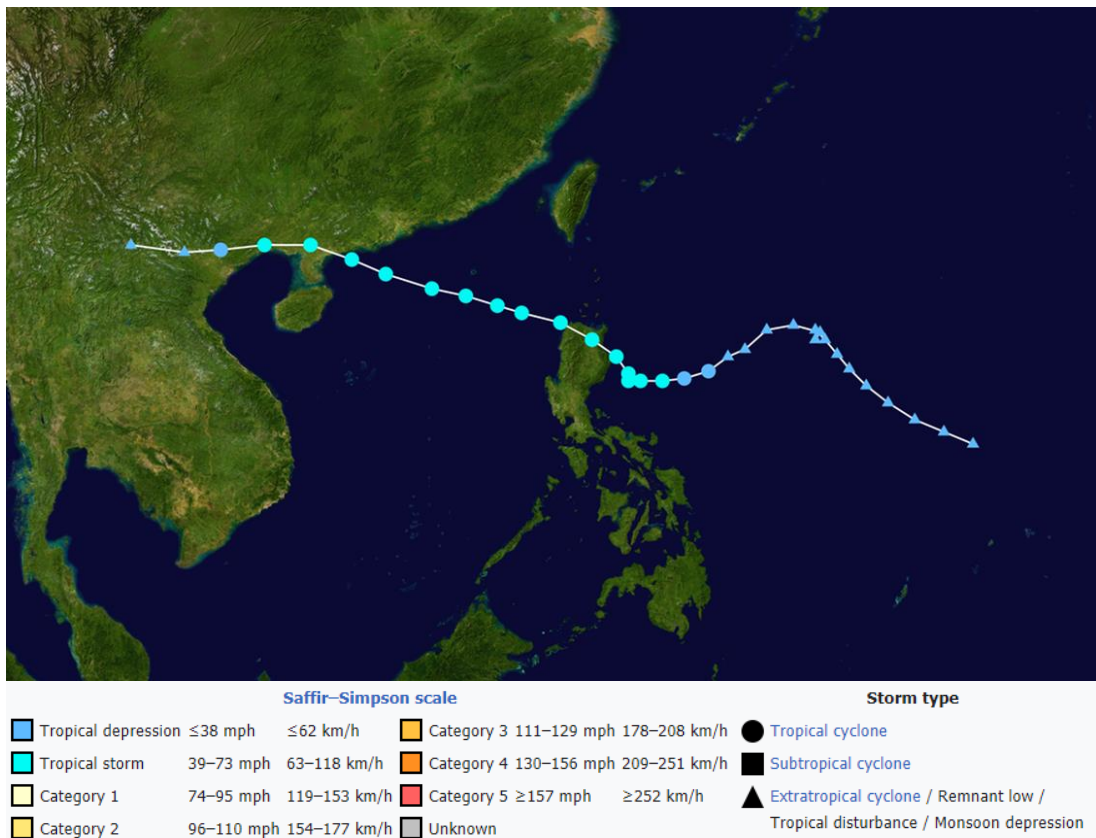 Saffir–Simpson scale
Storm type
Tropical depression ≤38 mph ≤62 km/h
Category 3 111–129 mph 178–208 km/h
Tropical cyclone
Tropical storm 39–73 mph 63–118 km/h
Category 4 130–156 mph 209–251 km/h
Subtropical cyclone
Category 1 74–95 mph 119–153 km/h
Category 5 ≥157 mph ≥252 km/h
Extratropical cyclone / Remnant low /
Tropical disturbance / Monsoon depression
Category 2 96–110 mph 154–177 km/h
Unknown